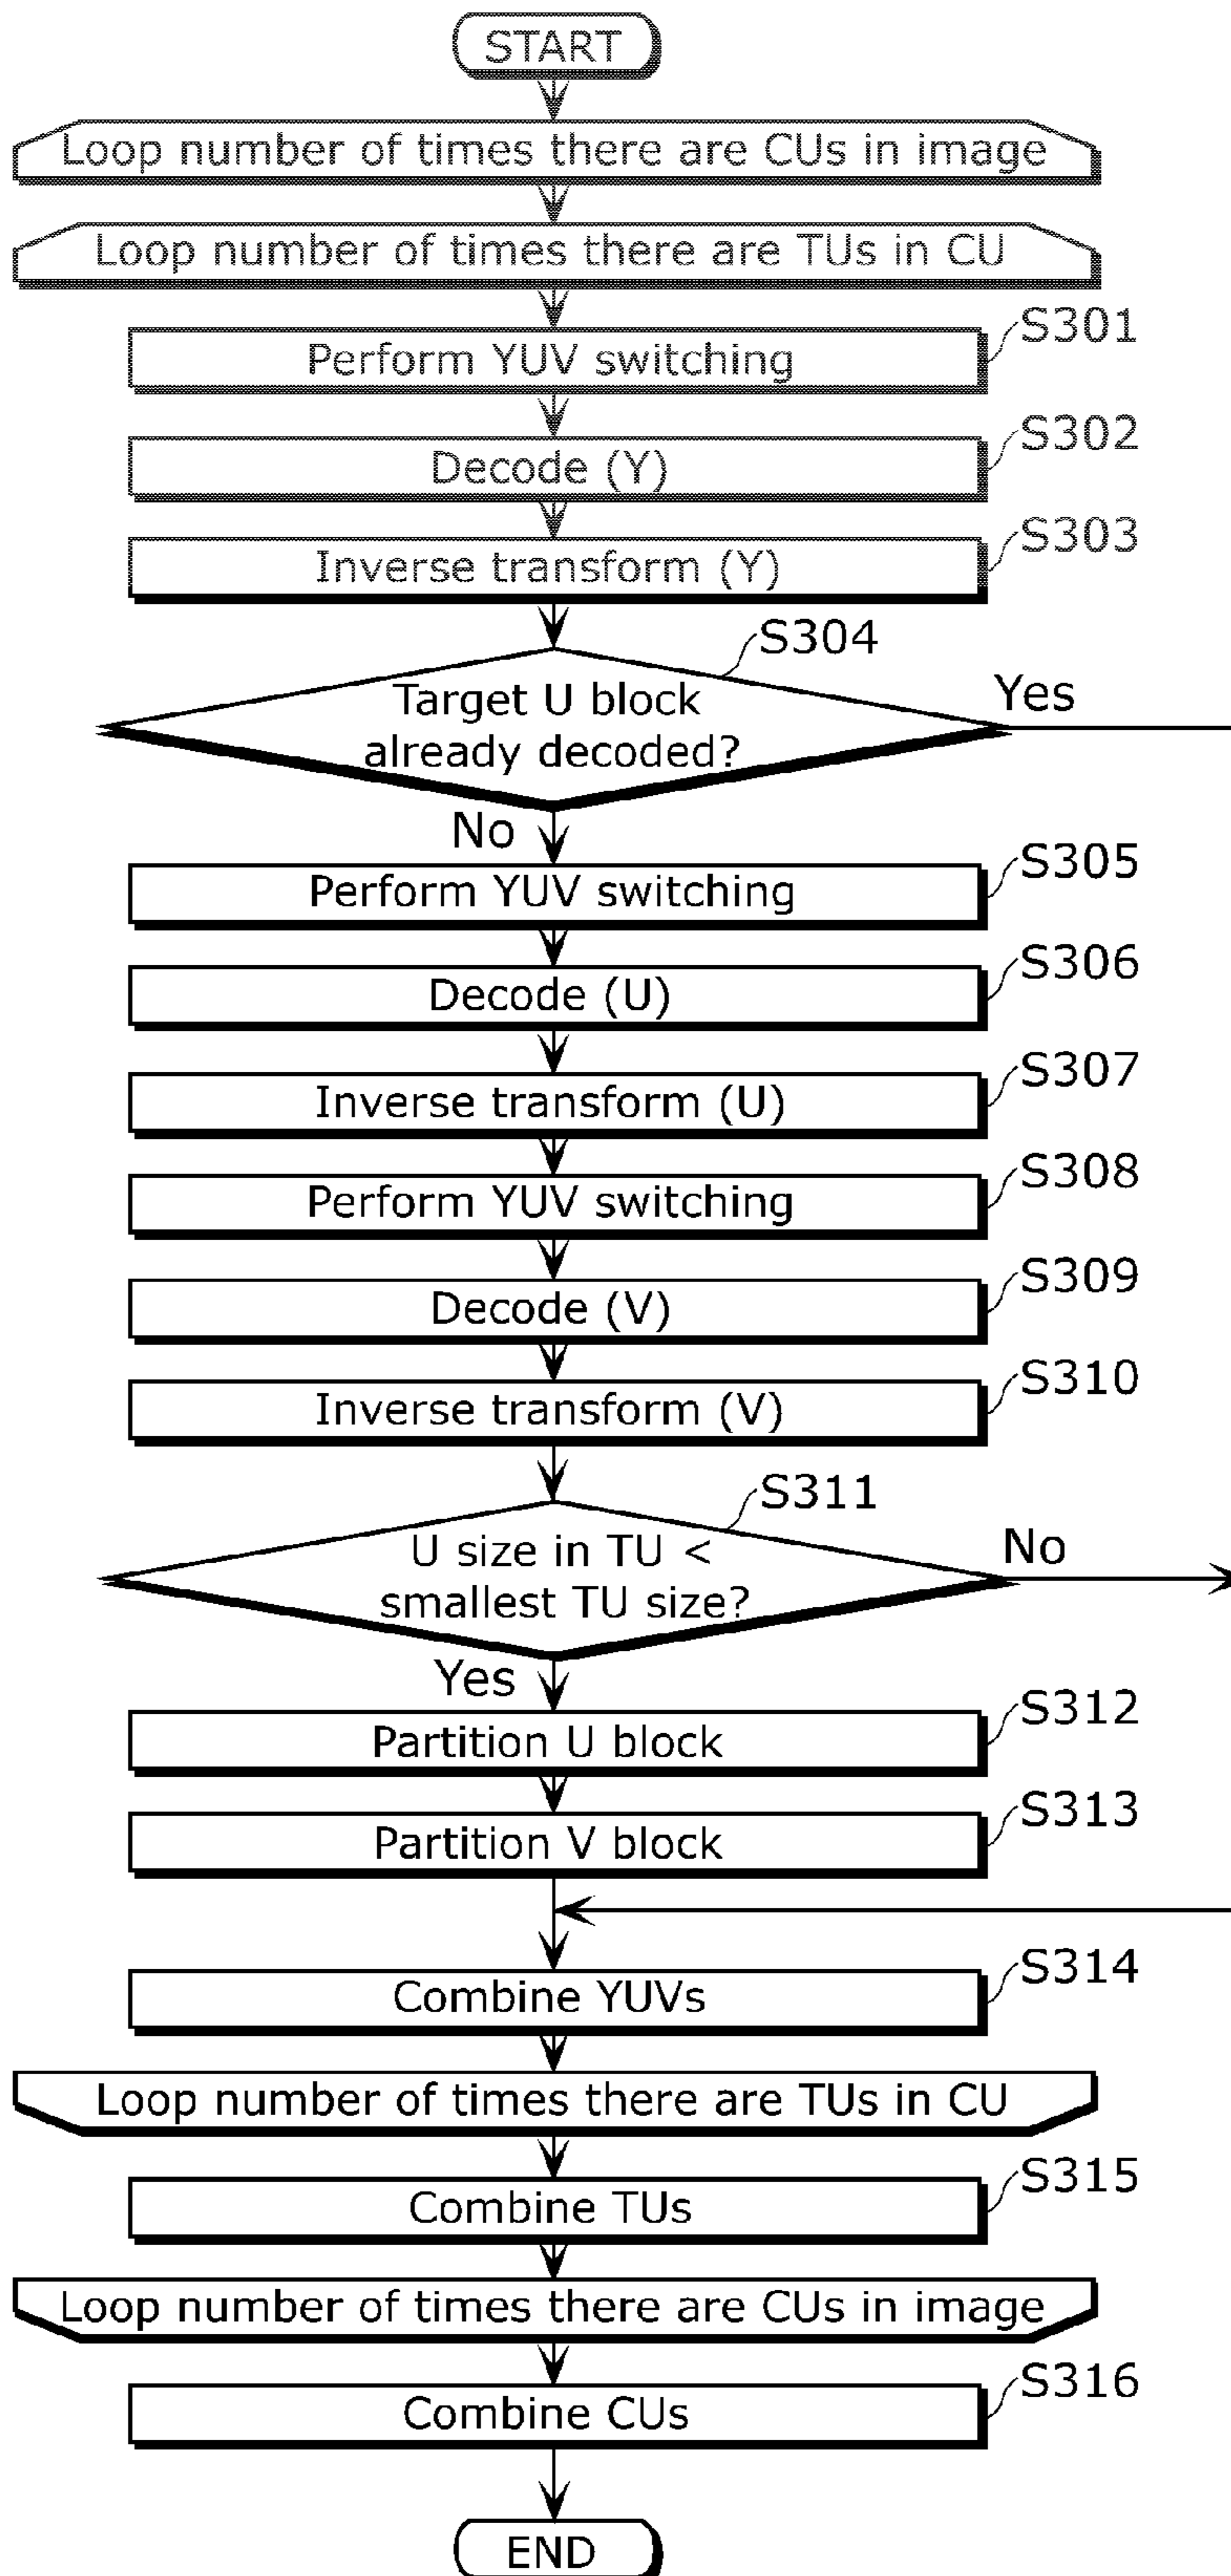 START
Loop number of times there are CUs in image
Loop number of times there are TUs in CU
S301
Perform YUV switching
S302
Decode (Y)
S303
Inverse transform (Y)
S304
Target U block
already decoded?
Yes
No
S305
Perform YUV switching
S306
Decode (U)
S307
Inverse transform (U)
S308
Perform YUV switching
S309
Decode (V)
S310
Inverse transform (V)
S311
U size in TU <
smallest TU size?
No
Yes
S312
Partition U block
S313
Partition V block
S314
Combine YUVs
Loop number of times there are TUs in CU
S315
Combine TUs
Loop number of times there are CUs in image
S316
Combine CUs
END